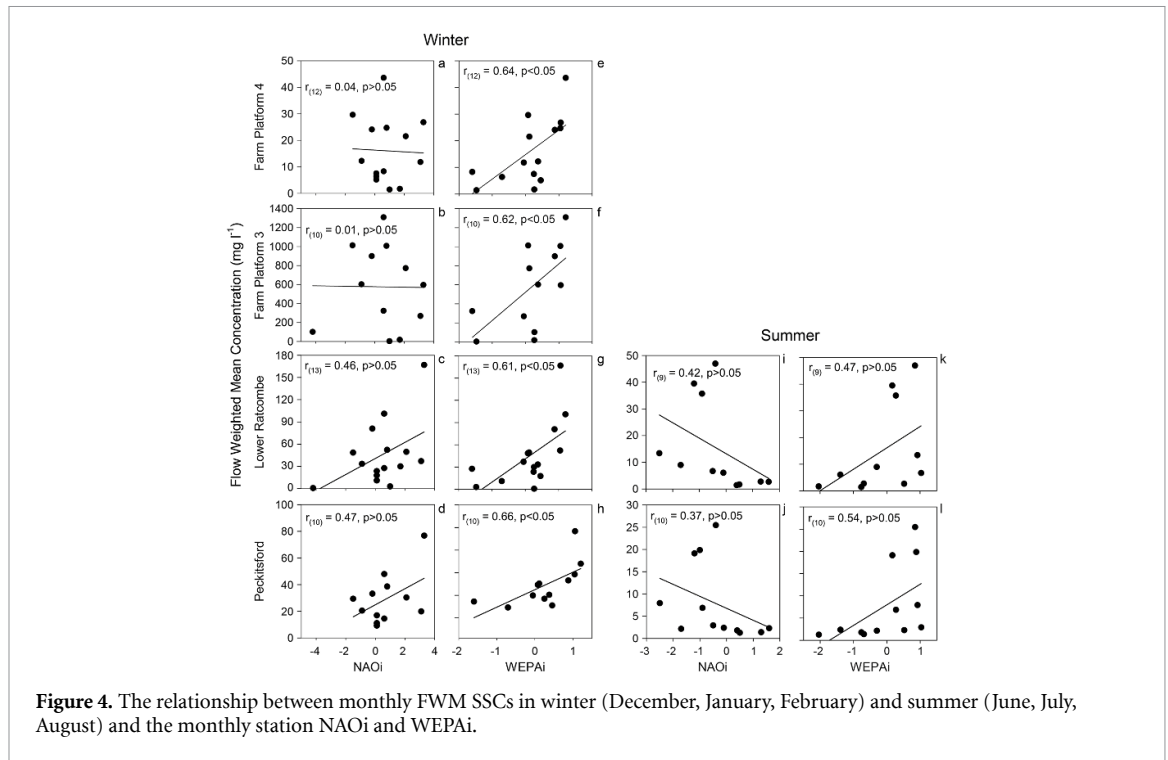 Winter
a
r(12) = 0.04, p>0.05
50
40
30
20
10
0
Farm Platform 4
e
r(12) = 0.64, p<0.05
b
r(10) = 0.01, p>0.05
1400
1200
1000
800
600
400
200
0
Farm Platform 3
f
r(10) = 0.62, p<0.05
Flow Weighted Mean Concentration (mg l-1)
Summer
c
r(13) = 0.46, p>0.05
180
150
120
90
60
30
0
Lower Ratcombe
g
r(13) = 0.61, p<0.05
i
r(9) = 0.42, p>0.05
50
40
30
20
10
0
k
r(9) = 0.47, p>0.05
d
r(10) = 0.47, p>0.05
100
80
60
40
20
0
Peckitsford
-4 -2 0 2 4
NAOi
h
r(10) = 0.66, p<0.05
-2 -1 0 1
WEPAi
j
r(10) = 0.37, p>0.05
30
25
20
15
10
5
0
-3 -2 -1 0 1 2
NAOi
l
r(10) = 0.54, p>0.05
-2 -1 0 1
WEPAi
Figure 4. The relationship between monthly FWM SSCs in winter (December, January, February) and summer (June, July,
August) and the monthly station NAOi and WEPAi.